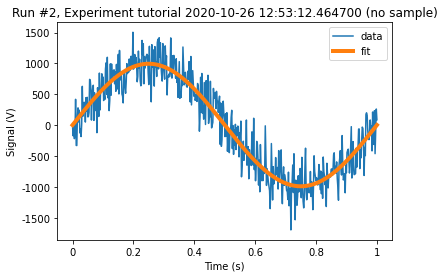 Run #2, Experiment tutorial 2020-10-26 12:53:12.464700 (no sample)
data
fit
Signal (V)
1500
1000
500
0
-500
-1000
-1500
0
0.2
0.4
0.6
0.8
1
Time (s)